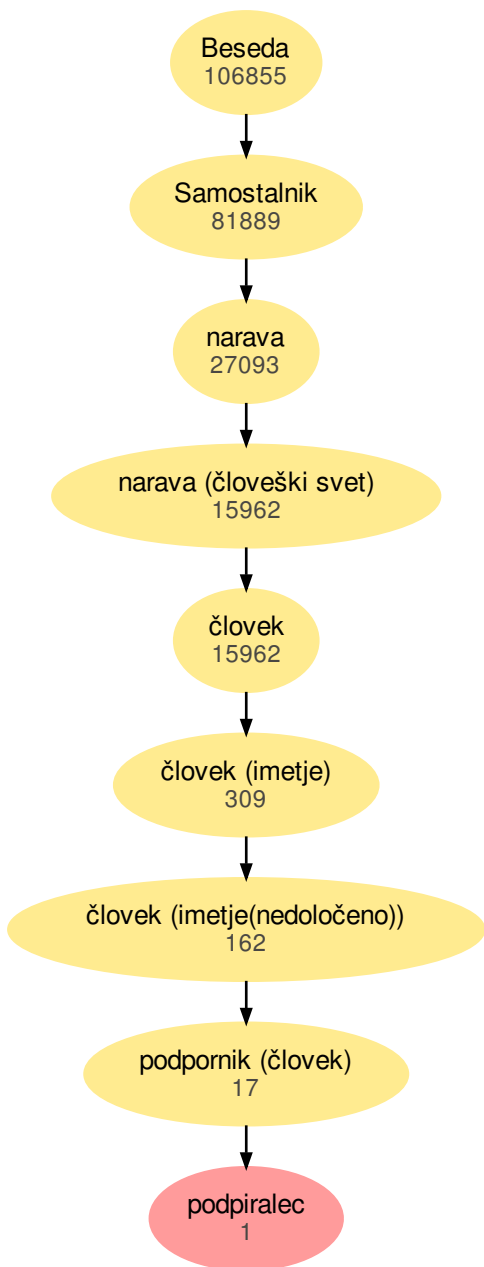 Beseda
106855
Samostalnik
81889
narava
27093
narava (človeški svet)
15962
človek
15962
človek (imetje)
309
človek (imetje(nedoločeno))
162
podpornik (človek)
17
podpiralec
1